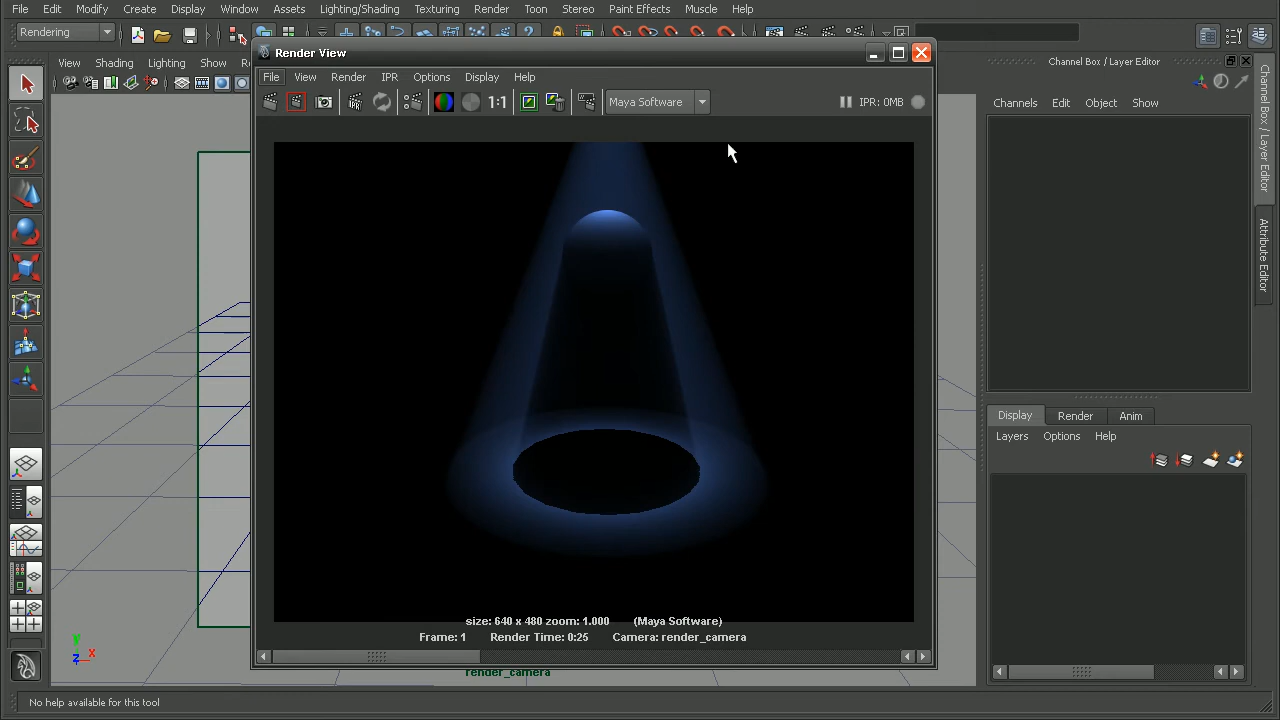 File Edit Modify Create Display Window Assets Lighting/Shading Texturing Render Toon Stereo Paint Effects Muscle Help
Rendering
Render View
View Shading Lighting Show
Channel Box / Layer Editor
File View Render IPR Options Display Help
Channels Edit Object Show
1:1 Maya Software IPR: 0MB
Channel Box / Layer Editor
Attribute Editor
Display Render Anim
Layers Options Help
size: 640 x 480 zoom: 1.000 (Maya Software)
Frame: 1 Render Time: 0:25 Camera: render_camera
y
x
z
render_camera
No help available for this tool